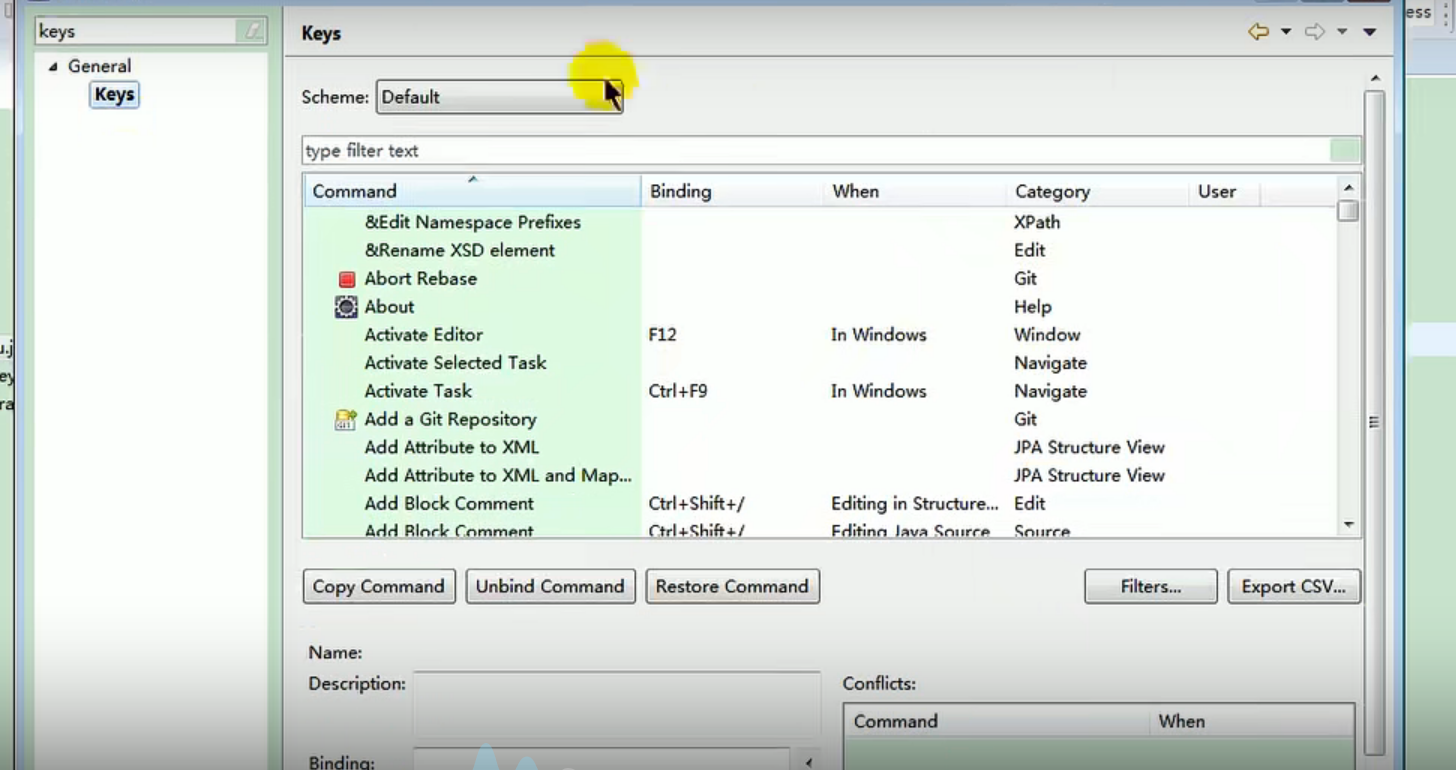 keys
ess
Keys
General
Keys
Scheme: Default
type filter text
Command Binding When Category User
&Edit Namespace Prefixes XPath
&Rename XSD element Edit
Abort Rebase Git
About Help
Activate Editor F12 In Windows Window
Activate Selected Task Navigate
Activate Task Ctrl+F9 In Windows Navigate
Add a Git Repository Git
Add Attribute to XML JPA Structure View
Add Attribute to XML and Map... JPA Structure View
Add Block Comment Ctrl+Shift+/ Editing in Structure... Edit
Add Block Comment Ctrl+Shift+/ Editing Java Source Source
Copy Command Unbind Command Restore Command Filters... Export CSV...
Name:
Description: Conflicts:
Command When
Binding: